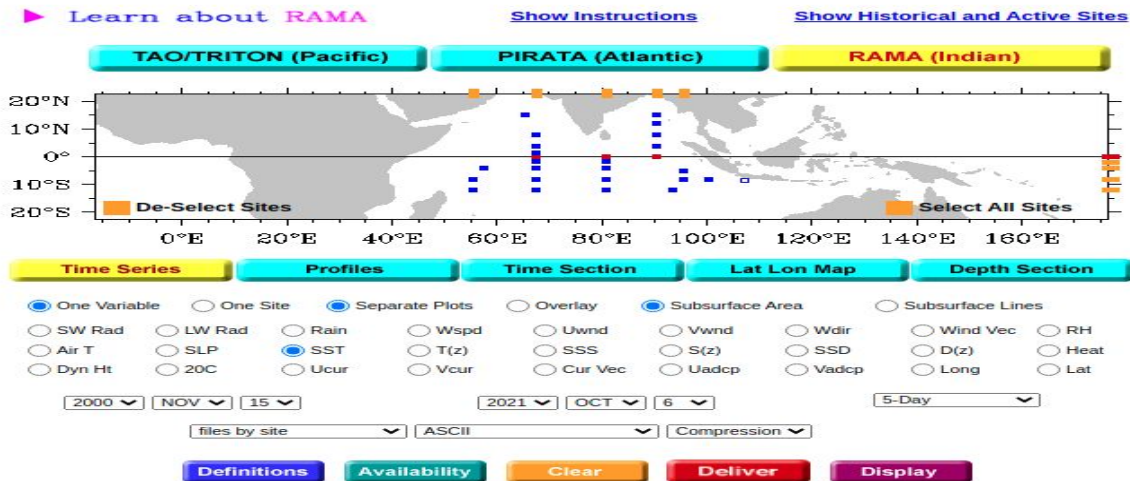 Learn about RAMA Show Instructions Show Historical and Active Sites
TAO/TRITON (Pacific) PIRATA (Atlantic) RAMA (Indian)
20°N
10°N
0°
10°S
20°S
De-Select Sites Select All Sites
0°E 20°E 40°E 60°E 80°E 100°E 120°E 140°E 160°E
Time Series Profiles Time Section Lat Lon Map Depth Section
One Variable One Site Separate Plots Overlay Subsurface Area Subsurface Lines
SW Rad LW Rad Rain Wspd Uwnd Vwnd Wdir Wind Vec RH
Air T SLP SST T(z) SSS S(z) SSD D(z) Heat
Dyn Ht 20C Ucur Vcur Cur Vec Uadcp Vadcp Long Lat
2000 NOV 15 2021 OCT 6 5-Day
files by site ASCII Compression
Definitions Availability Clear Deliver Display